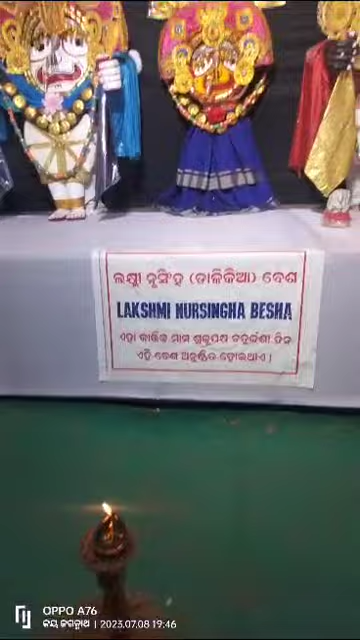 ଲକ୍ଷ୍ମୀ ନୃସିଂହ (ଡାଳିକିଆ) ବେଶ
LAKSHMI NURSINGHA BESHA
ଏହା କାର୍ତ୍ତିକ ମାସ ଶୁକ୍ଳପକ୍ଷ ଚତୁର୍ଦ୍ଦଶୀ ଦିନ
ଏହି ବେଶ ଅନୁଷ୍ଠିତ ହୋଇଥାଏ ।
OPPO A76
ଜୟ ଜଗନ୍ନାଥ | 2023.07.08 19:46